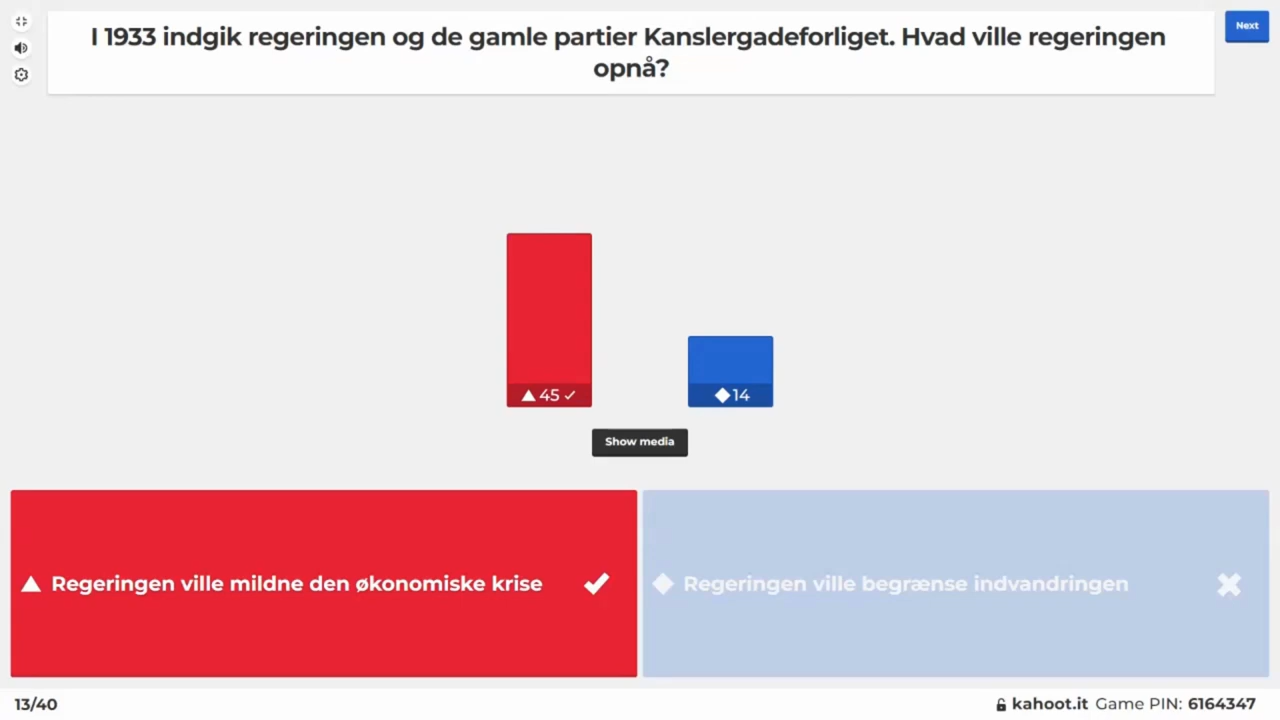 I 1933 indgik regeringen og de gamle partier Kanslergadeforliget. Hvad ville regeringen
opnå?
Next
45
14
Show media
Regeringen ville mildne den økonomiske krise
Regeringen ville begrænse indvandringen
13/40
kahoot.it Game PIN: 6164347